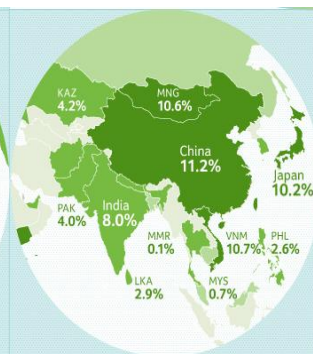 KAZ
4.2%
MNG
10.6%
China
11.2%
Japan
10.2%
PAK
4.0%
India
8.0%
MMR
0.1%
VNM
10.7%
PHL
2.6%
LKA
2.9%
MYS
0.7%